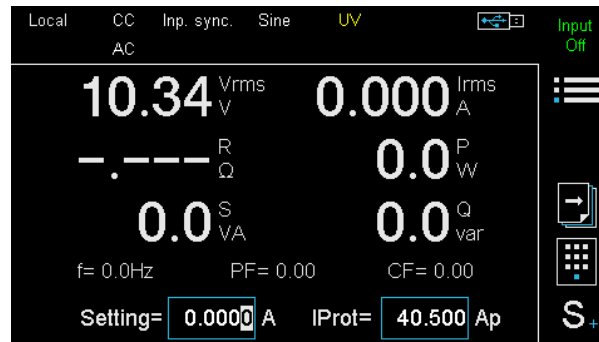 Local CC Inp. sync. Sine UV Input
AC Off
10.34 Vrms V 0.000 Irms A
-.--- R Ω 0.0 P W
0.0 S VA 0.0 Q var
f= 0.0Hz PF= 0.00 CF= 0.00
Setting= 0.0000 A IProt= 40.500 Ap S+